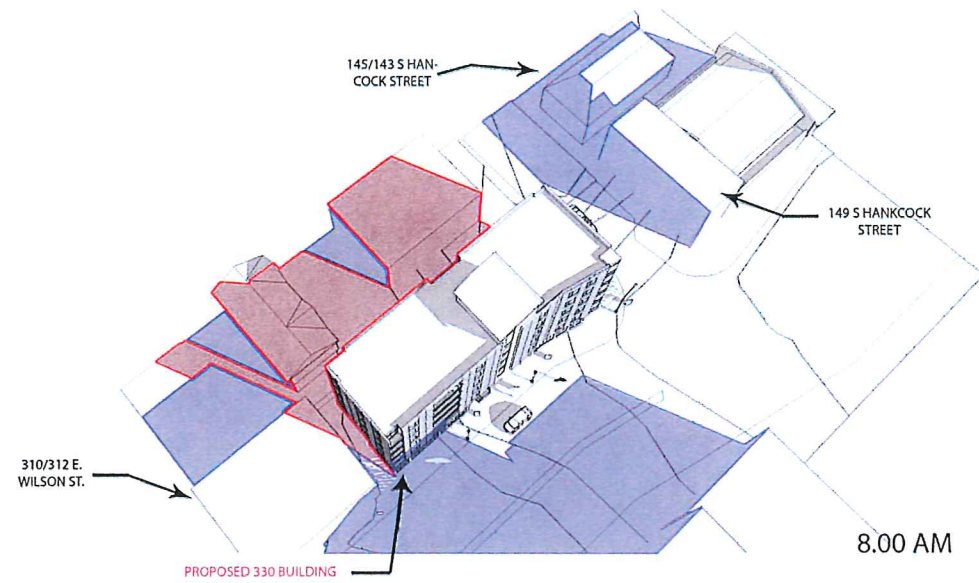 145/143 S HAN-
COCK STREET
149 S HANKCOCK
STREET
310/312 E.
WILSON ST.
8.00 AM
PROPOSED 330 BUILDING